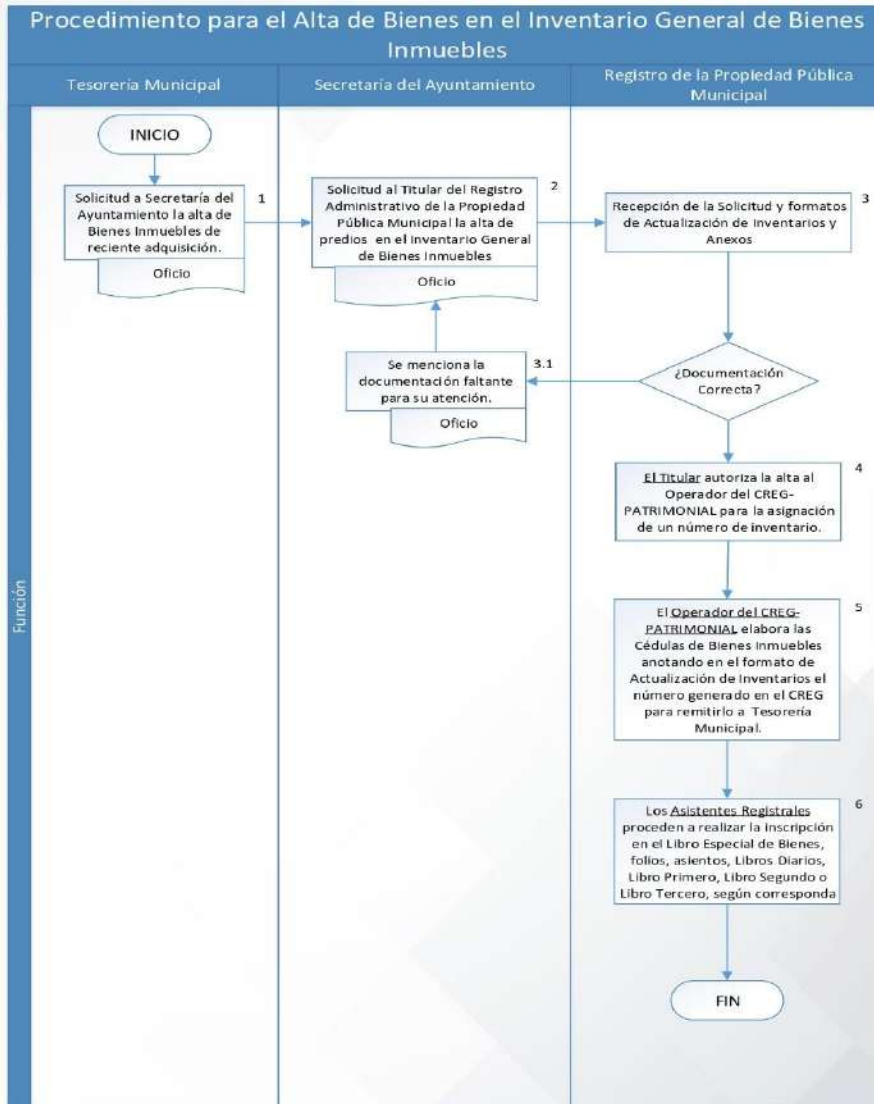 Procedimiento para el Alta de Bienes en el Inventario General de Bienes
Inmuebles
Tesorería Municipal
Secretaría del Ayuntamiento
Registro de la Propiedad Pública
Municipal
Función
INICIO
Solicitud a Secretaría del
Ayuntamiento la alta de
Bienes Inmuebles de
reciente adquisición.
1
Oficio
Solicitud al Titular del Registro
Administrativo de la Propiedad
Pública Municipal la alta de
predios en el Inventario General
de Bienes Inmuebles
2
Oficio
Recepción de la Solicitud y formatos
de Actualización de Inventarios y
Anexos
3
¿Documentación
Correcta?
Se menciona la
documentación faltante
para su atención.
3.1
Oficio
El Titular autoriza la alta al
Operador del CREG-
PATRIMONIAL para la asignación
de un número de inventario.
4
El Operador del CREG-
PATRIMONIAL elabora las
Cédulas de Bienes Inmuebles
anotando en el formato de
Actualización de Inventarios el
número generado en el CREG
para remitirlo a Tesorería
Municipal.
5
Los Asistentes Registrales
proceden a realizar la inscripción
en el Libro Especial de Bienes,
folios, asientos, Libros Diarios,
Libro Primero, Libro Segundo o
Libro Tercero, según corresponda
6
FIN